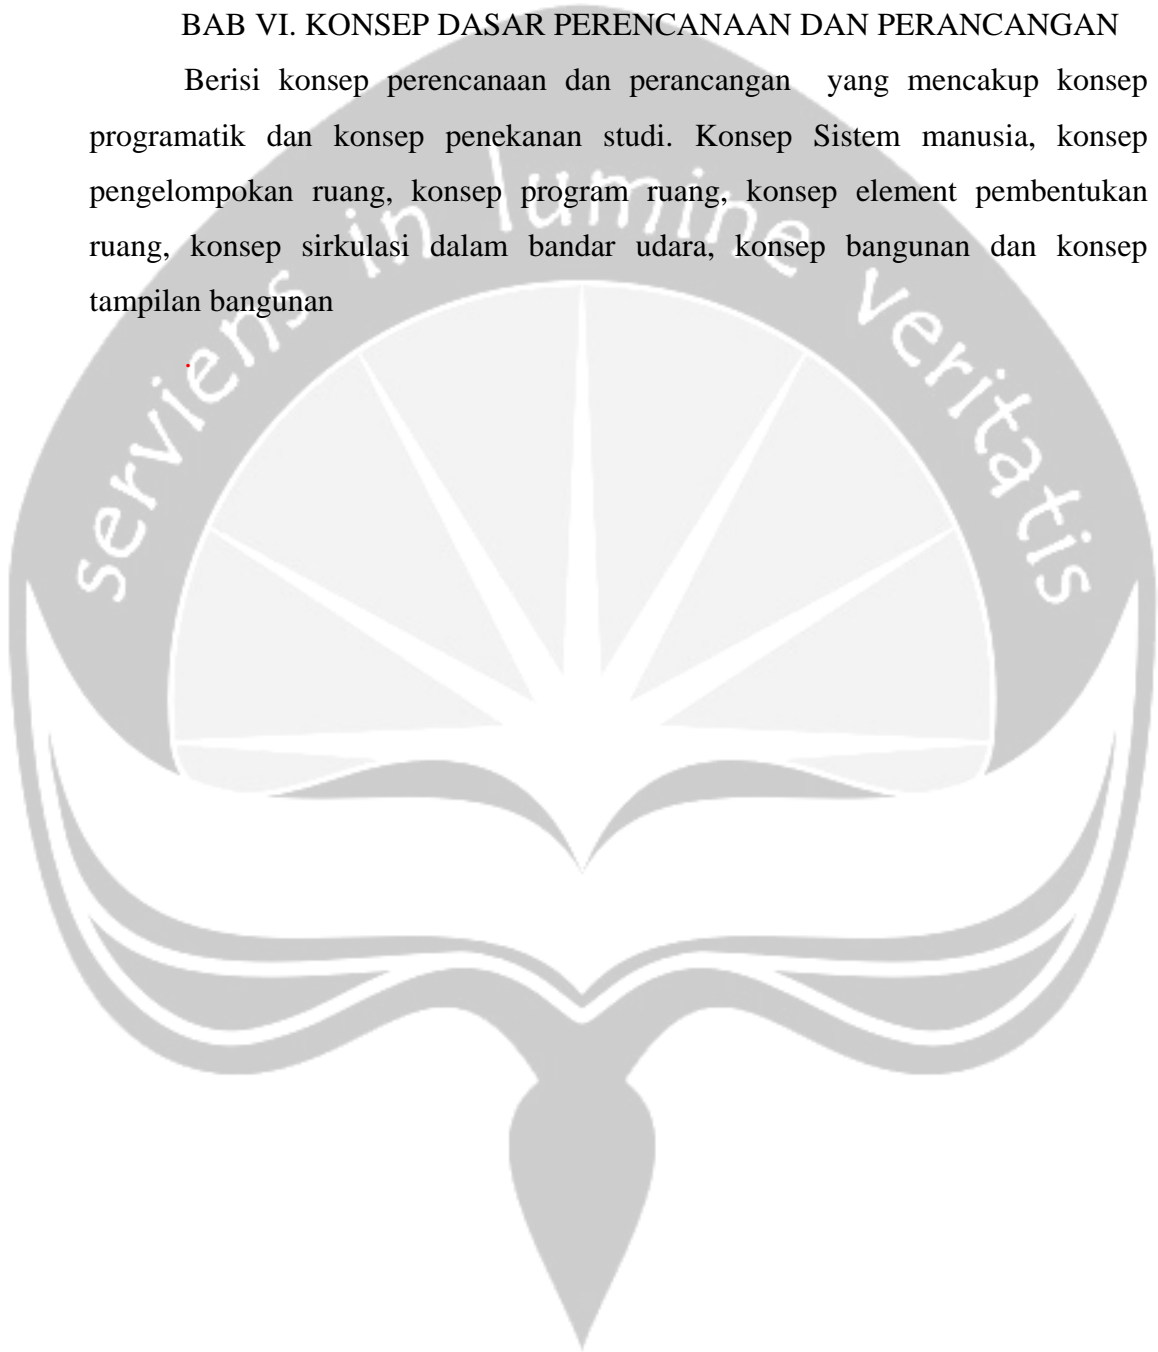 BAB VI. KONSEP DASAR PERENCANAAN DAN PERANCANGAN
Berisi konsep perencanaan dan perancangan yang mencakup konsep
programatik dan konsep penekanan studi. Konsep Sistem manusia, konsep
pengelompokan ruang, konsep program ruang, konsep element pembentukan
ruang, konsep sirkulasi dalam bandar udara, konsep bangunan dan konsep
tampilan bangunan
.
serviens in lumine veritatis